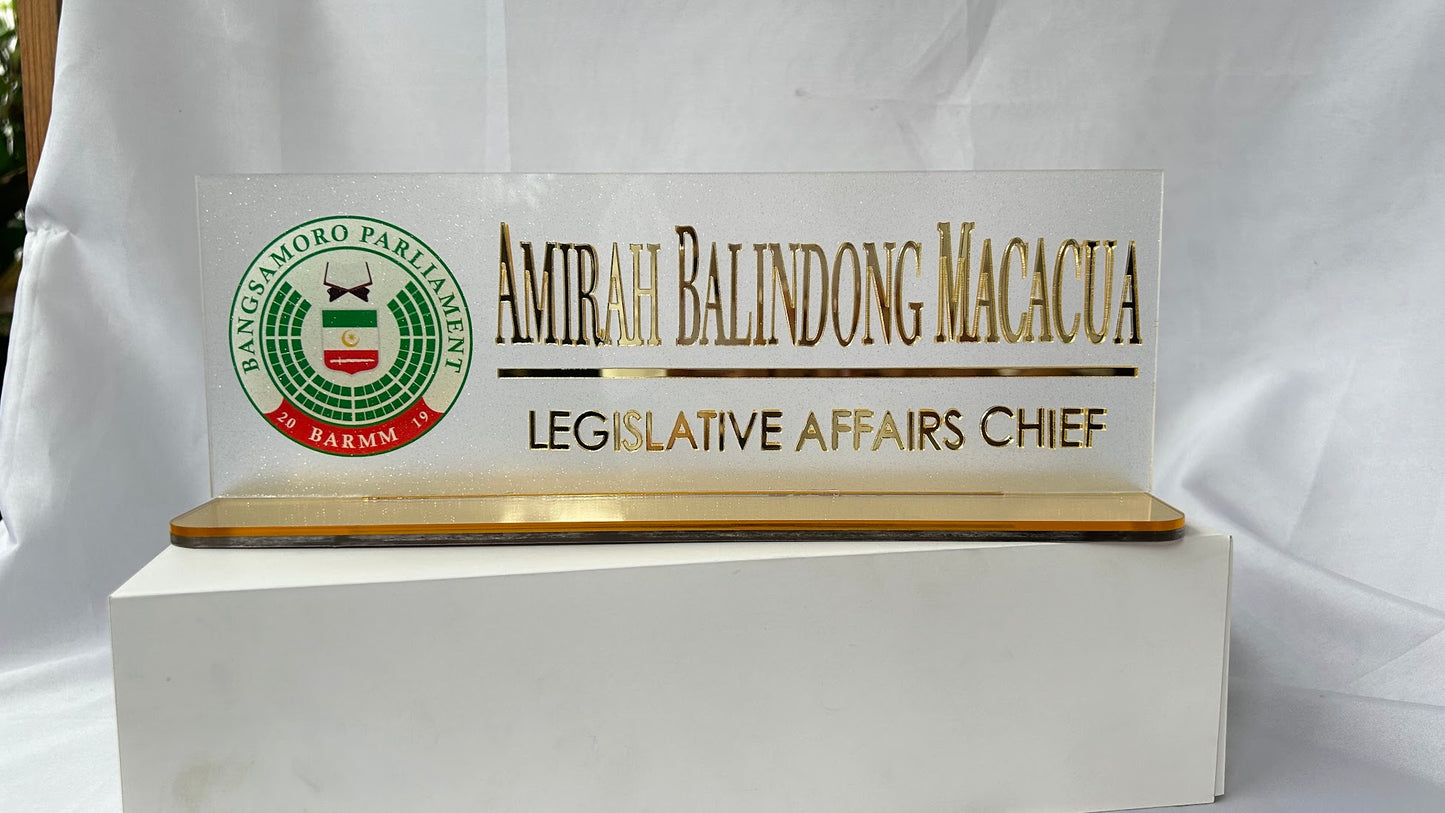 BANGSAMORO PARLIAMENT
20 BARMM 19
AMIRAH BALINDONG MACACUA
LEGISLATIVE AFFAIRS CHIEF